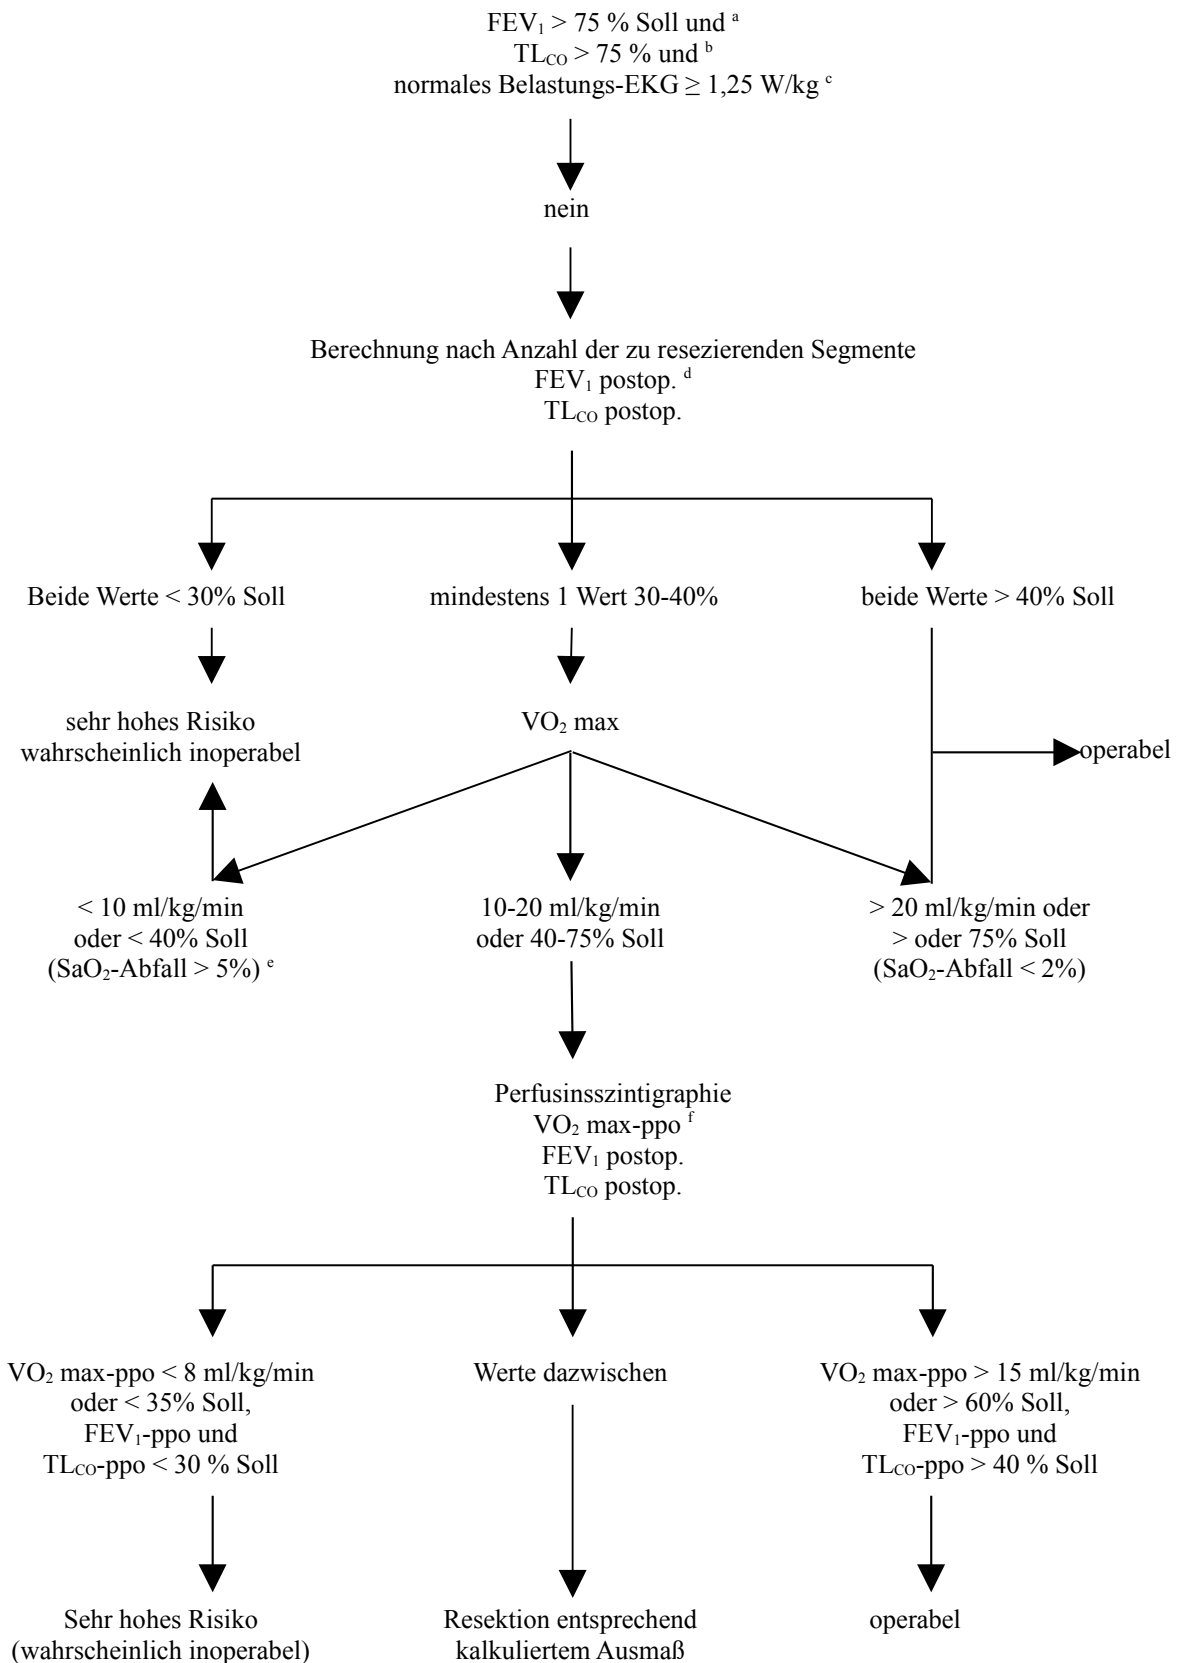 FEV₁ > 75 % Soll und ᵃ
TL_CO > 75 % und ᵇ
normales Belastungs-EKG ≥ 1,25 W/kg ᶜ
nein
Berechnung nach Anzahl der zu resezierenden Segmente
FEV₁ postop. ᵈ
TL_CO postop.
Beide Werte < 30% Soll
mindestens 1 Wert 30-40%
beide Werte > 40% Soll
sehr hohes Risiko
wahrscheinlich inoperabel
VO₂ max
operabel
< 10 ml/kg/min
oder < 40% Soll
(SaO₂-Abfall > 5%) ᵉ
10-20 ml/kg/min
oder 40-75% Soll
> 20 ml/kg/min oder
> oder 75% Soll
(SaO₂-Abfall < 2%)
Perfusinsszintigraphie
VO₂ max-ppo ᶠ
FEV₁ postop.
TL_CO postop.
VO₂ max-ppo < 8 ml/kg/min
oder < 35% Soll,
FEV₁-ppo und
TL_CO-ppo < 30 % Soll
Werte dazwischen
VO₂ max-ppo > 15 ml/kg/min
oder > 60% Soll,
FEV₁-ppo und
TL_CO-ppo > 40 % Soll
Sehr hohes Risiko
(wahrscheinlich inoperabel)
Resektion entsprechend
kalkuliertem Ausmaß
operabel